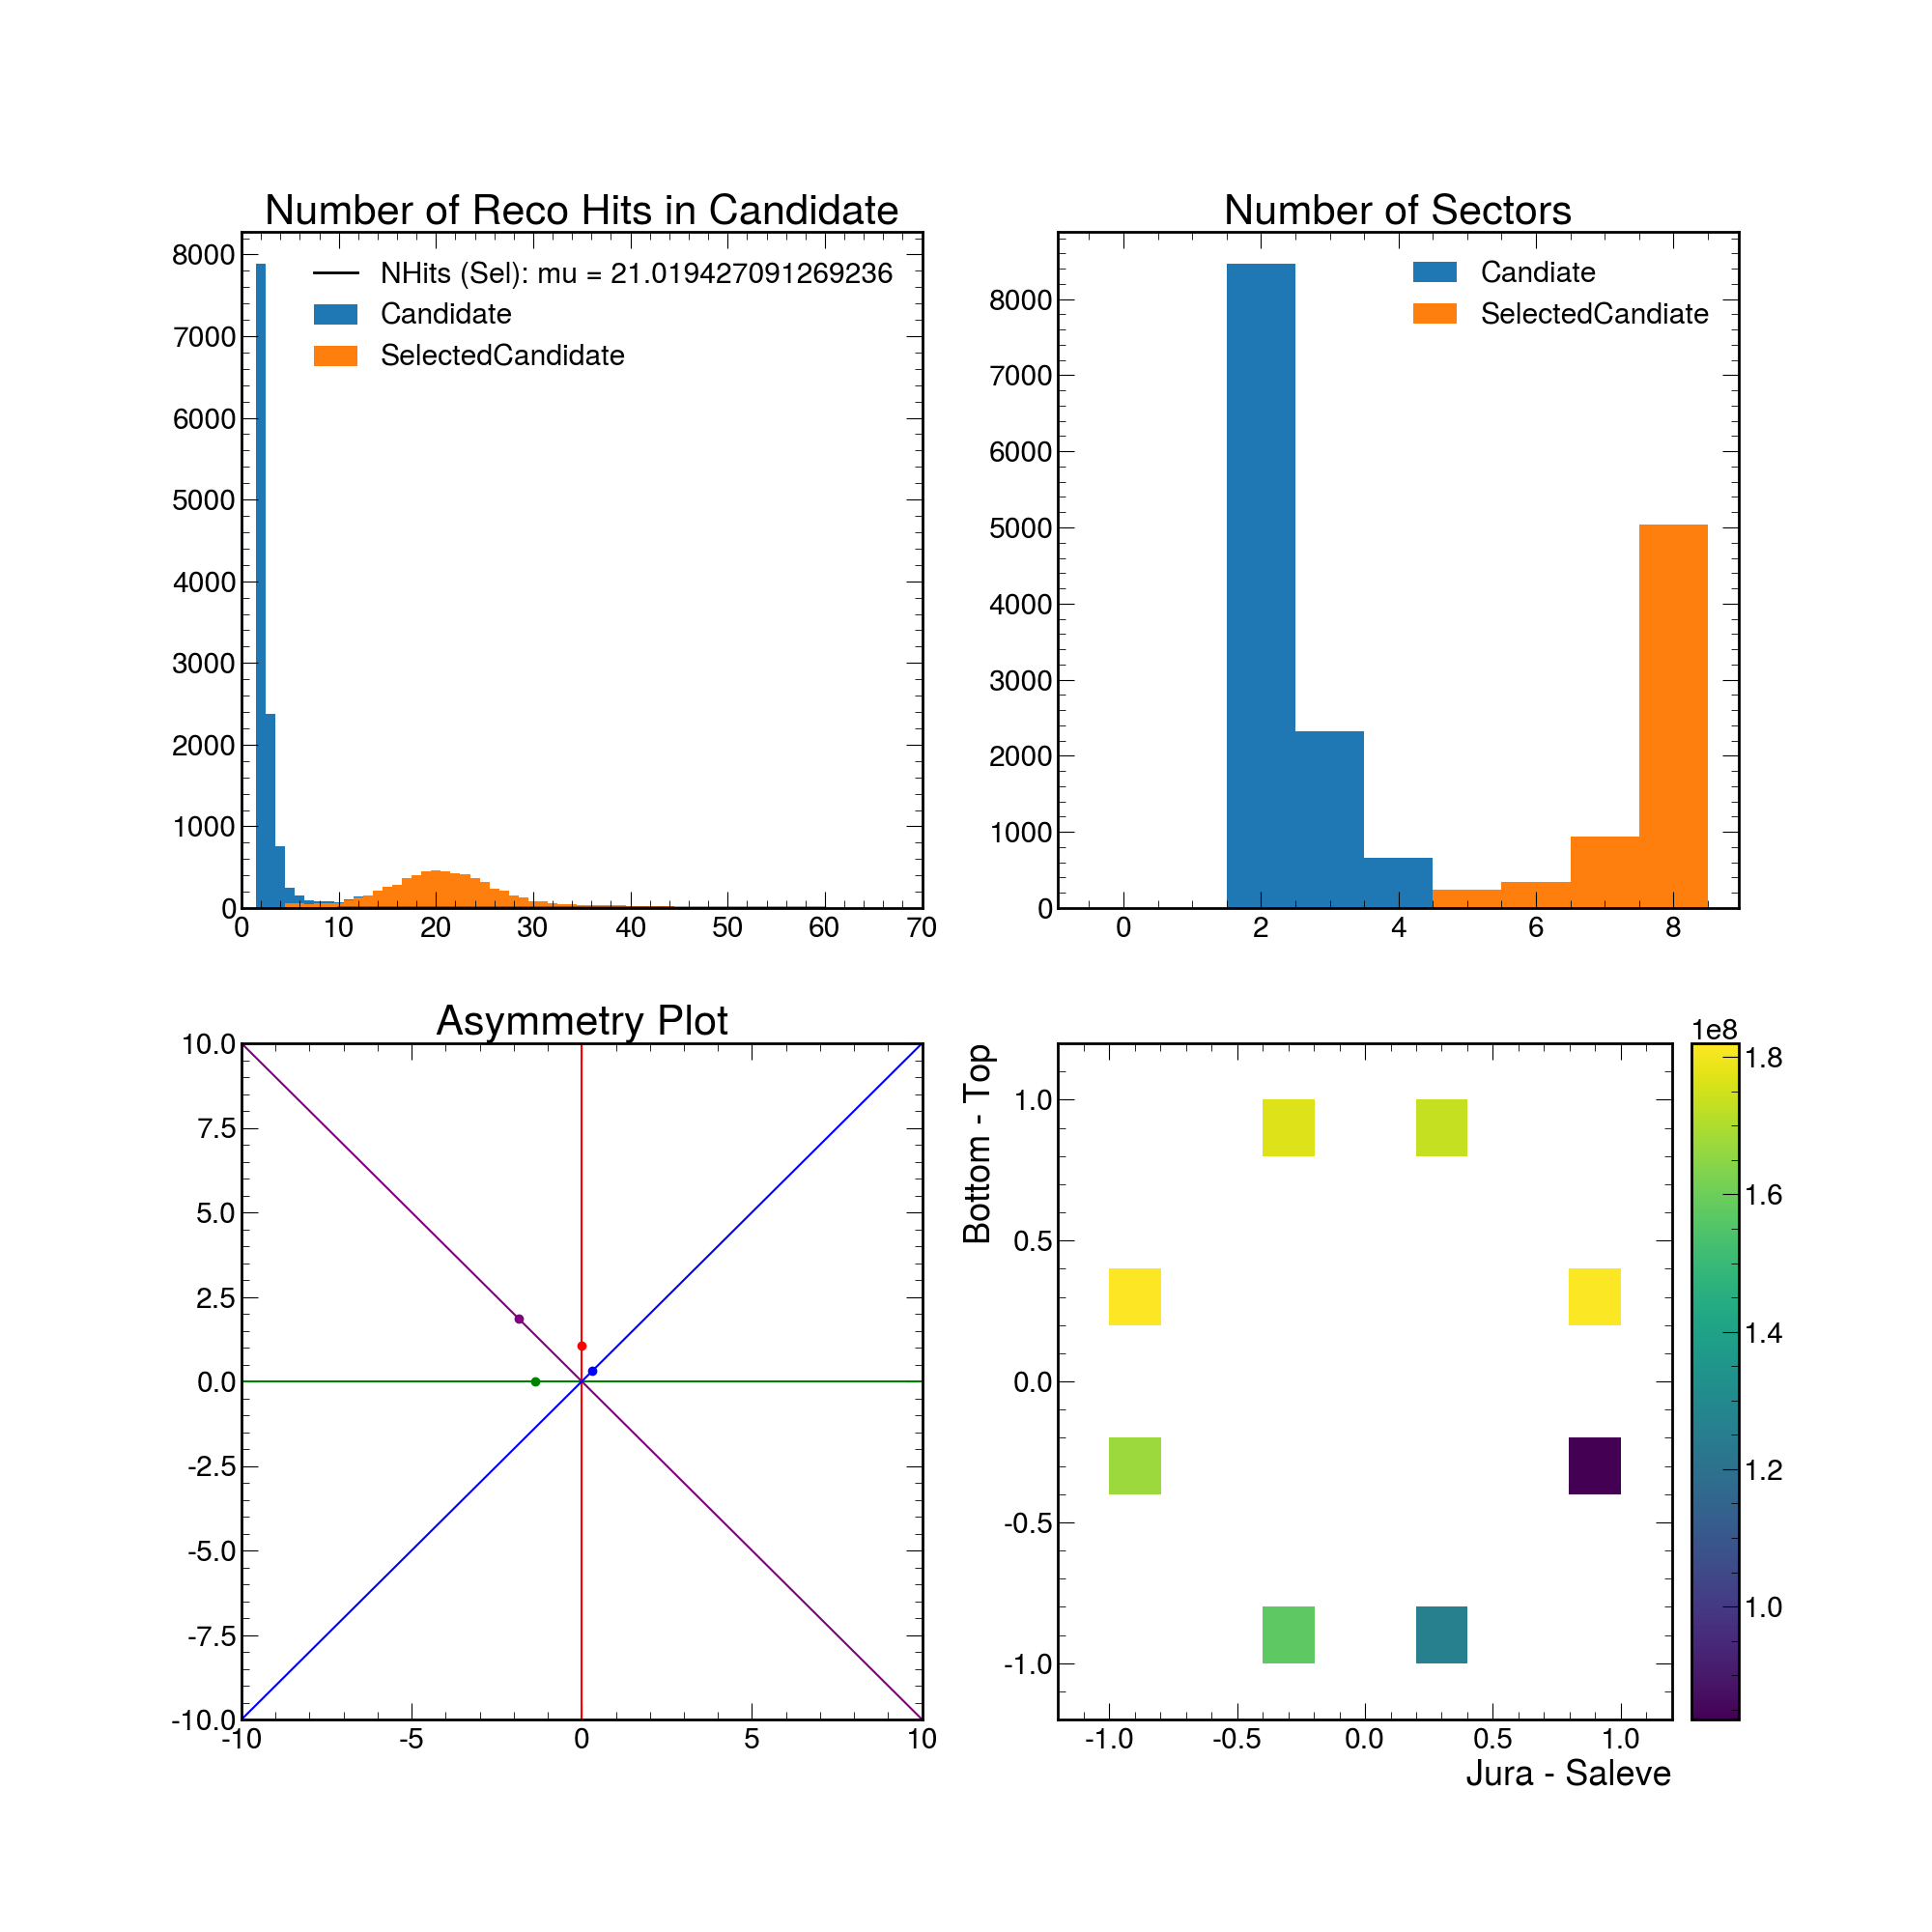 Number of Reco Hits in Candidate
8000
7000
6000
5000
4000
3000
2000
1000
0
NHits (Sel): mu = 21.019427091269236
Candidate
SelectedCandidate
0 10 20 30 40 50 60 70
Number of Sectors
8000
7000
6000
5000
4000
3000
2000
1000
0
Candiate
SelectedCandiate
0 2 4 6 8
Asymmetry Plot
10.0
7.5
5.0
2.5
0.0
-2.5
-5.0
-7.5
-10.0
-10 -5 0 5 10
Bottom - Top
1.0
0.5
0.0
-0.5
-1.0
-1.0 -0.5 0.0 0.5 1.0
Jura - Saleve
1e8
1.8
1.6
1.4
1.2
1.0